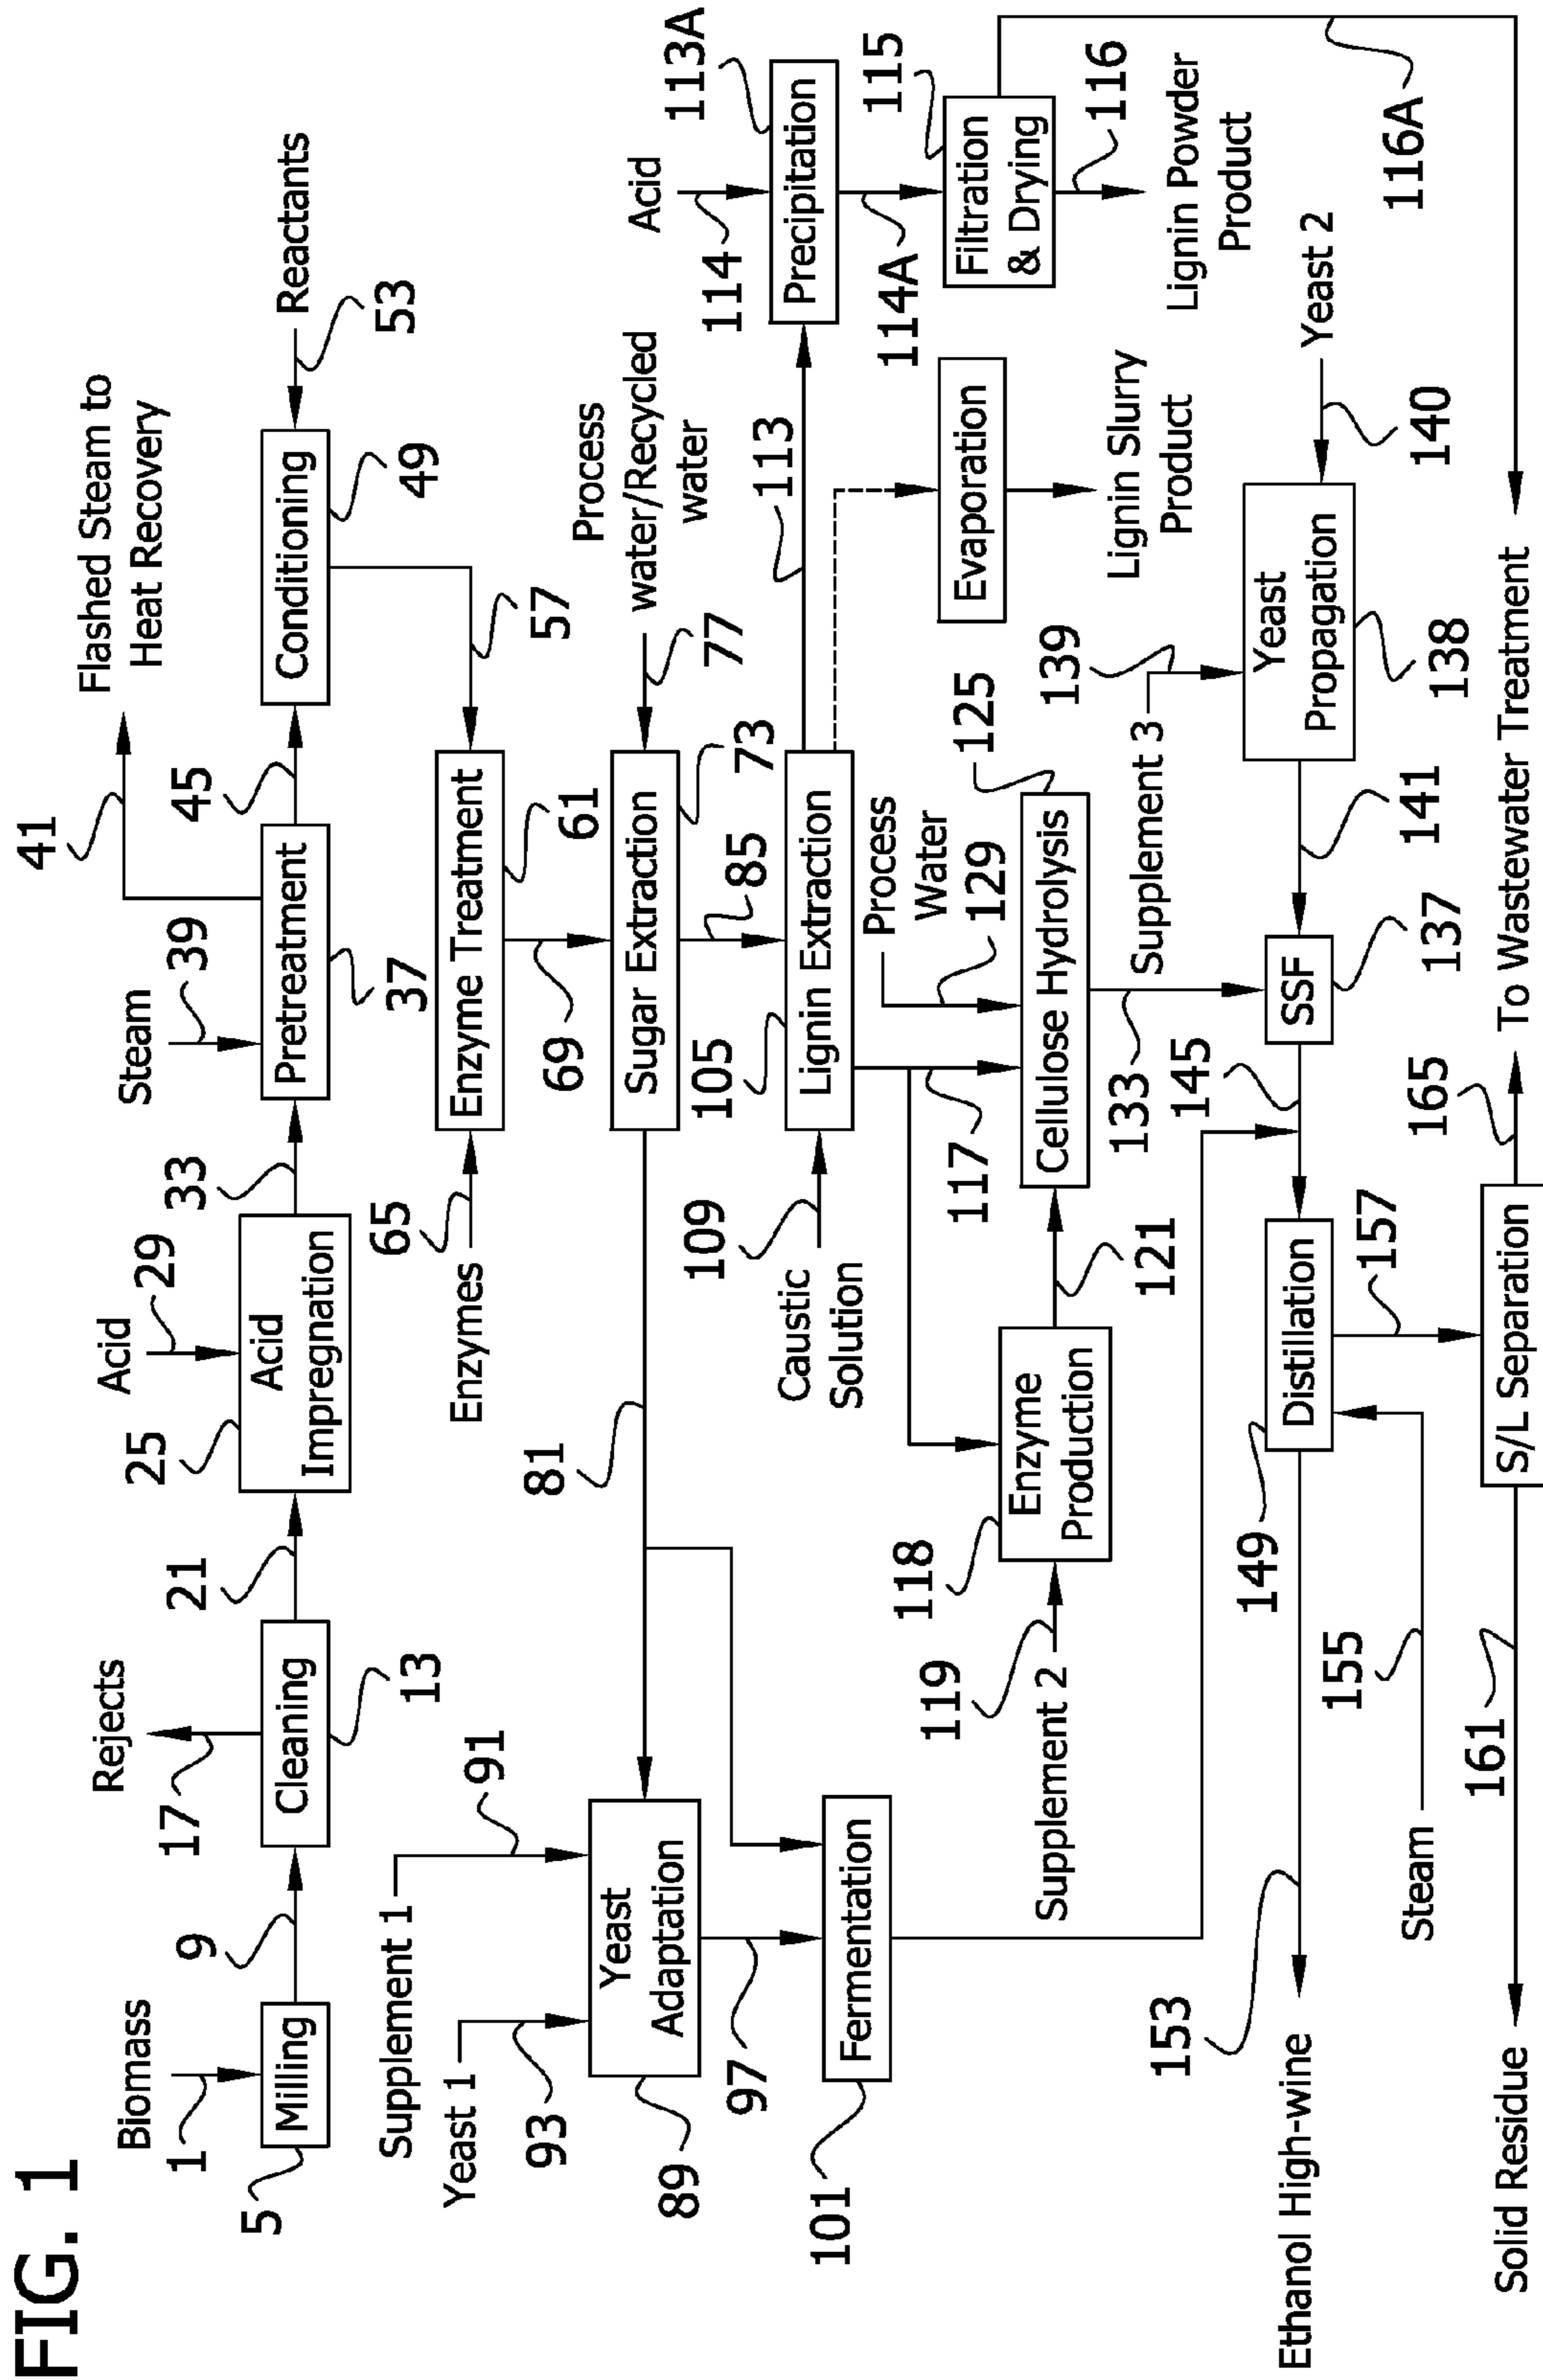 FIG. 1
Biomass
1
5
Milling
9
Rejects
17
Cleaning
13
21
Acid
29
25
Acid
Impregnation
33
Steam
39
Pretreatment
37
41
Flashed Steam to
Heat Recovery
45
Conditioning
49
Reactants
53
57
Enzymes
65
Enzyme Treatment
61
69
Process
water/Recycled
water
77
Sugar Extraction
73
81
85
Supplement 1
91
Yeast 1
93
Yeast
Adaptation
89
97
Fermentation
101
Caustic
Solution
109
105
Lignin Extraction
113
Acid
114
Precipitation
113A
114A
Filtration
& Drying
115
116
Lignin Powder
Product
116A
Evaporation
Lignin Slurry
Product
117
Process
Water
129
Supplement 2
119
118
Enzyme
Production
121
Cellulose Hydrolysis
125
133
Supplement 3
139
Yeast 2
140
Yeast
Propagation
138
141
SSF
137
145
Distillation
149
Steam
155
153
Ethanol High-wine
157
S/L Separation
161
Solid Residue
165
To Wastewater Treatment